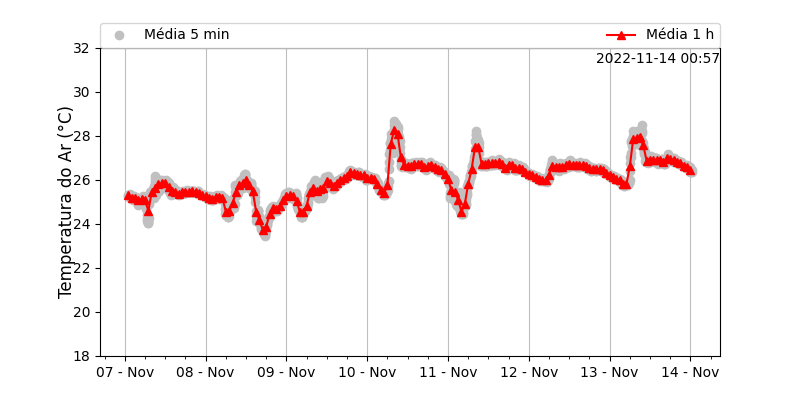 Média 5 min
Média 1 h
2022-11-14 00:57
Temperatura do Ar (°C)
32
30
28
26
24
22
20
18
07 - Nov
08 - Nov
09 - Nov
10 - Nov
11 - Nov
12 - Nov
13 - Nov
14 - Nov